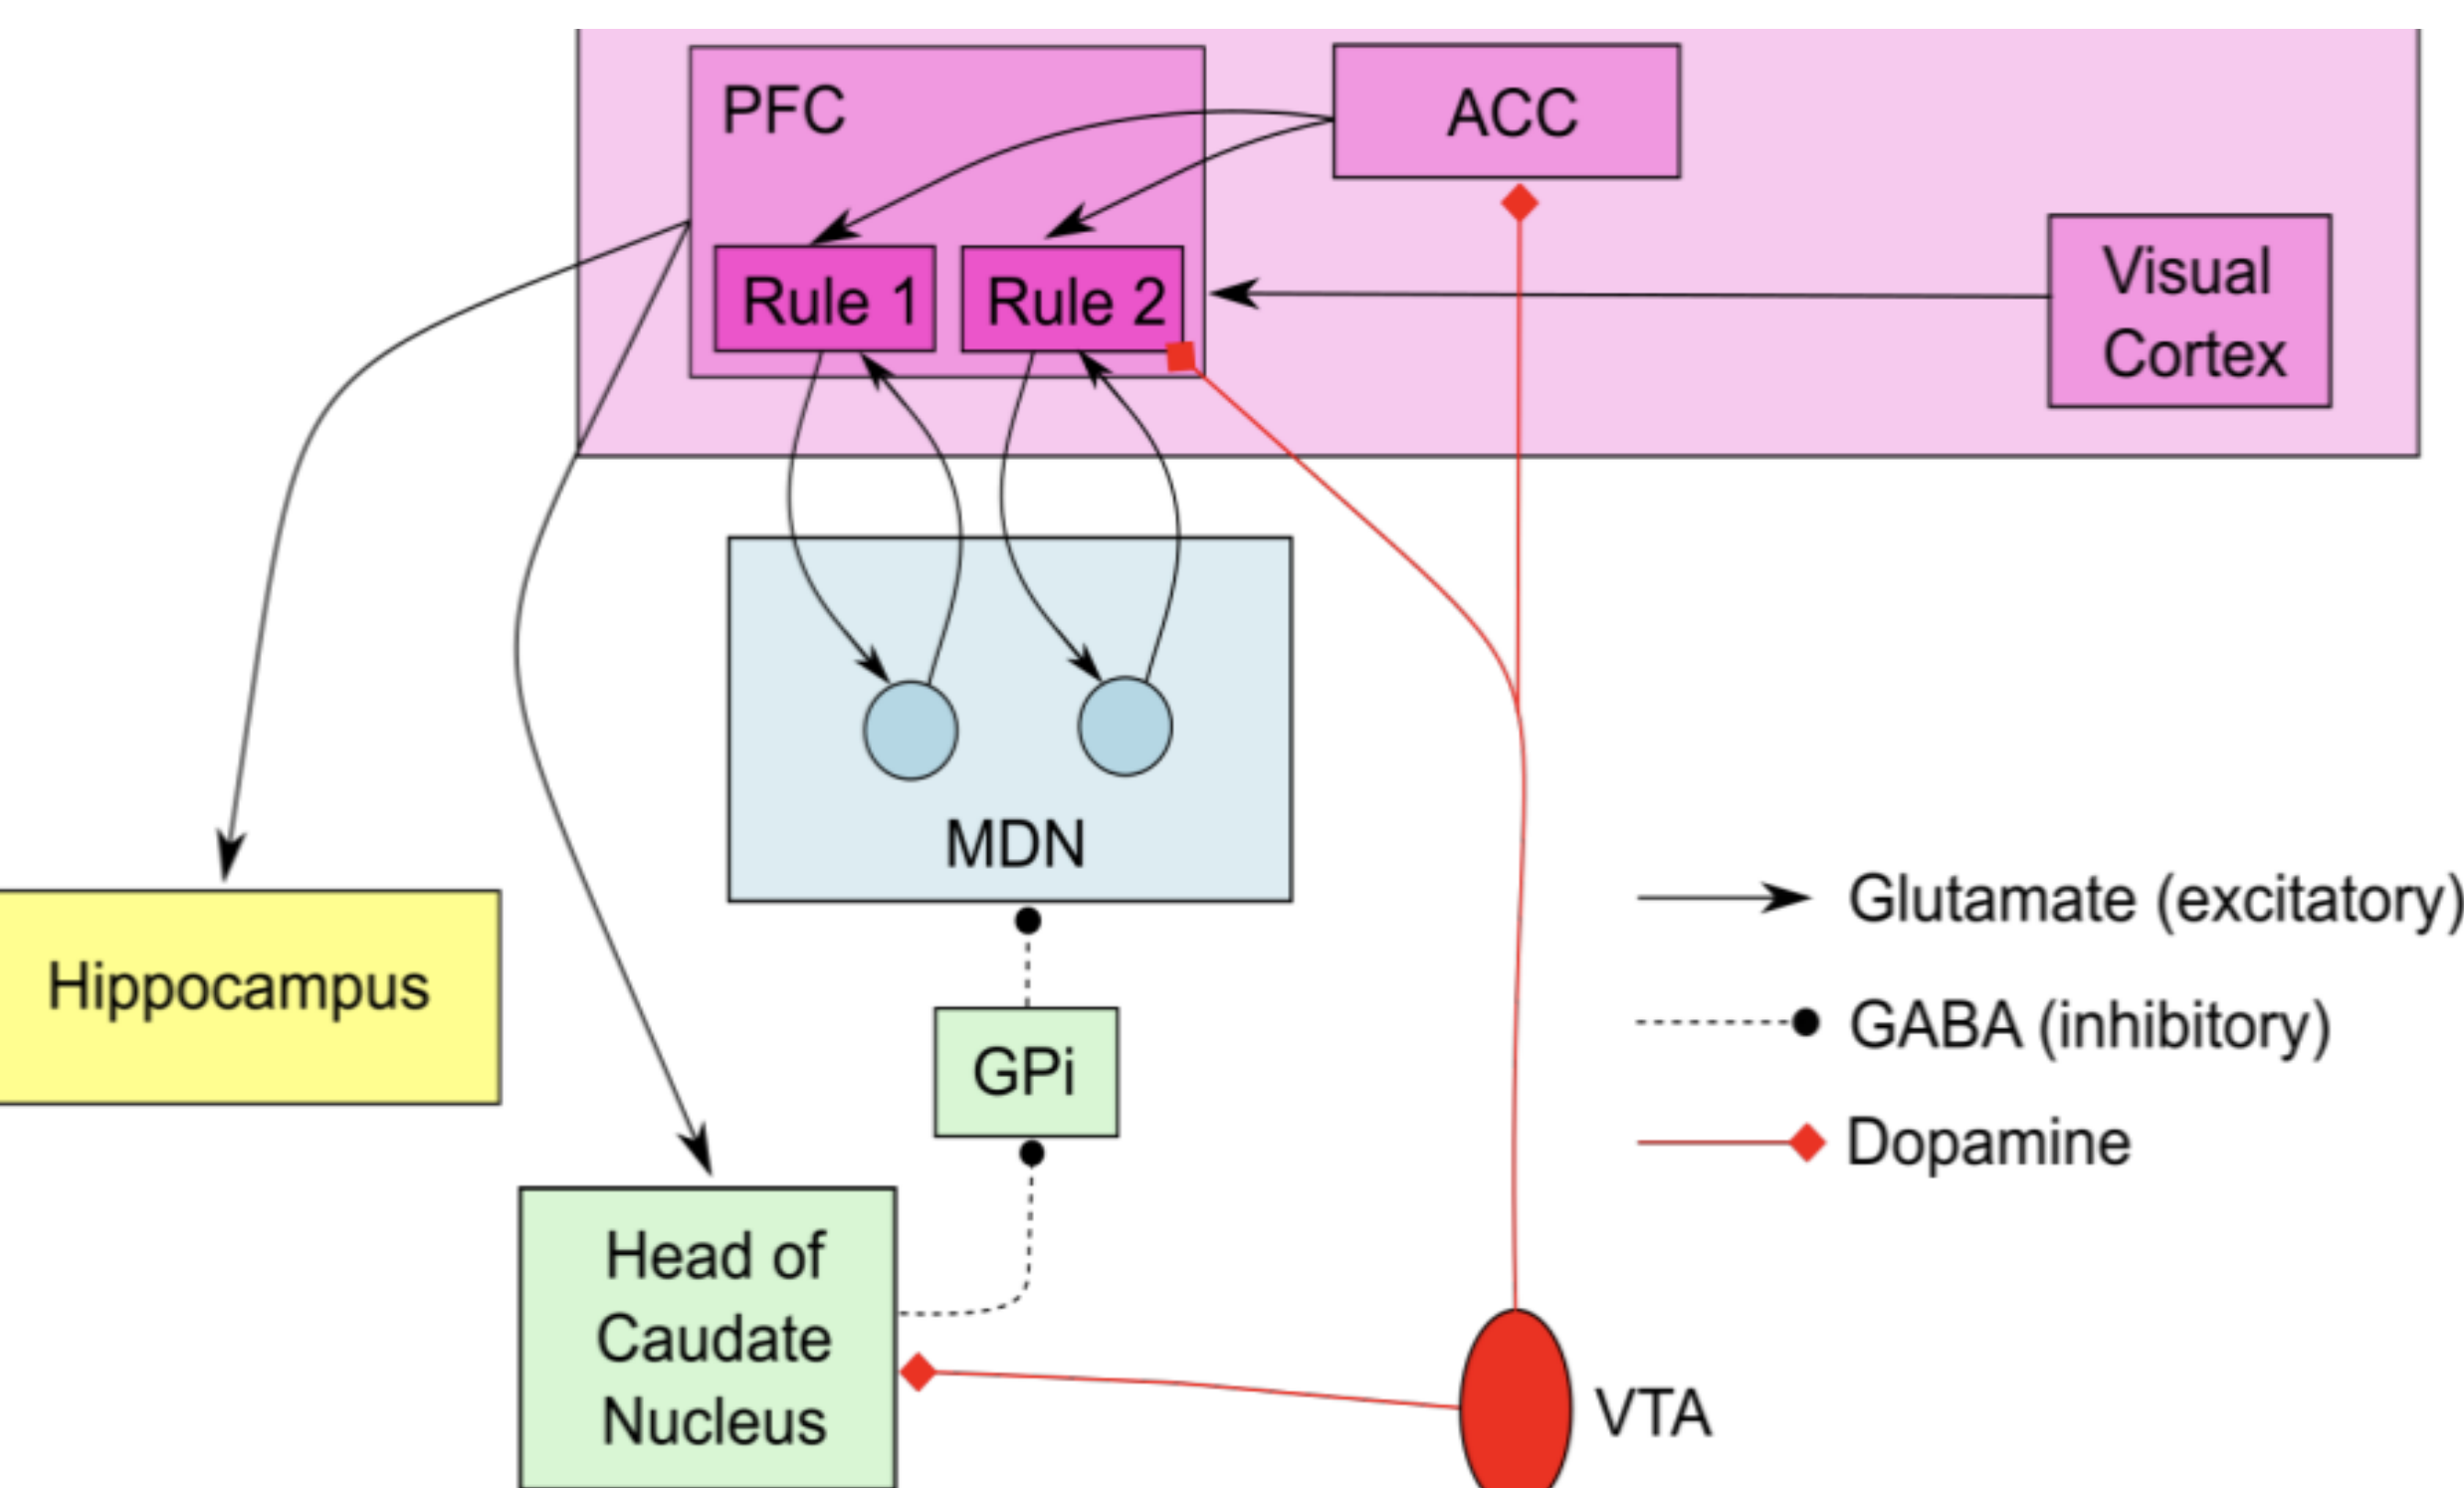 PFC
ACC
Rule 1
Rule 2
Visual
Cortex
MDN
Glutamate (excitatory)
Hippocampus
GABA (inhibitory)
GPi
Dopamine
Head of
Caudate
Nucleus
VTA